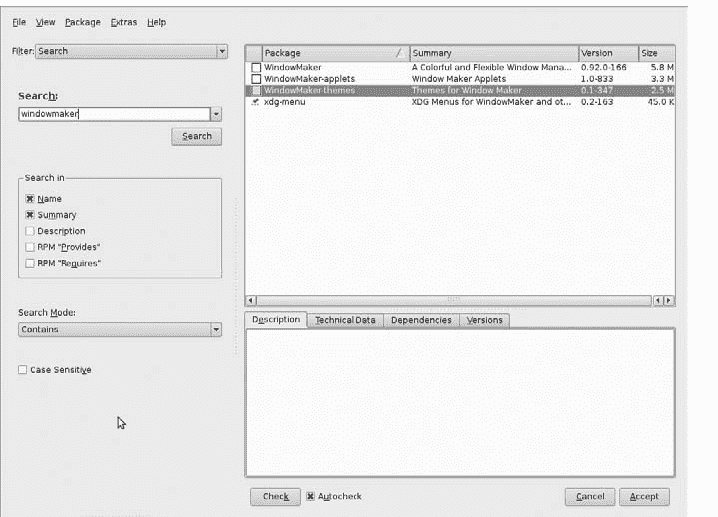 File View Package Extras Help
Filter: Search
Search:
windowmaker
Search
Search in
Name
Summary
Description
RPM "Provides"
RPM "Requires"
Search Mode:
Contains
Case Sensitive
Package Summary Version Size
WindowMaker A Colorful and Flexible Window Mana... 0.92.0-166 5.8 M
WindowMaker-applets Window Maker Applets 1.0-833 3.3 M
WindowMaker-themes Themes for Window Maker 0.1-347 2.5 M
xdg-menu XDG Menus for WindowMaker and ot... 0.2-163 45.0 K
Description Technical Data Dependencies Versions
Check Autocheck Cancel Accept